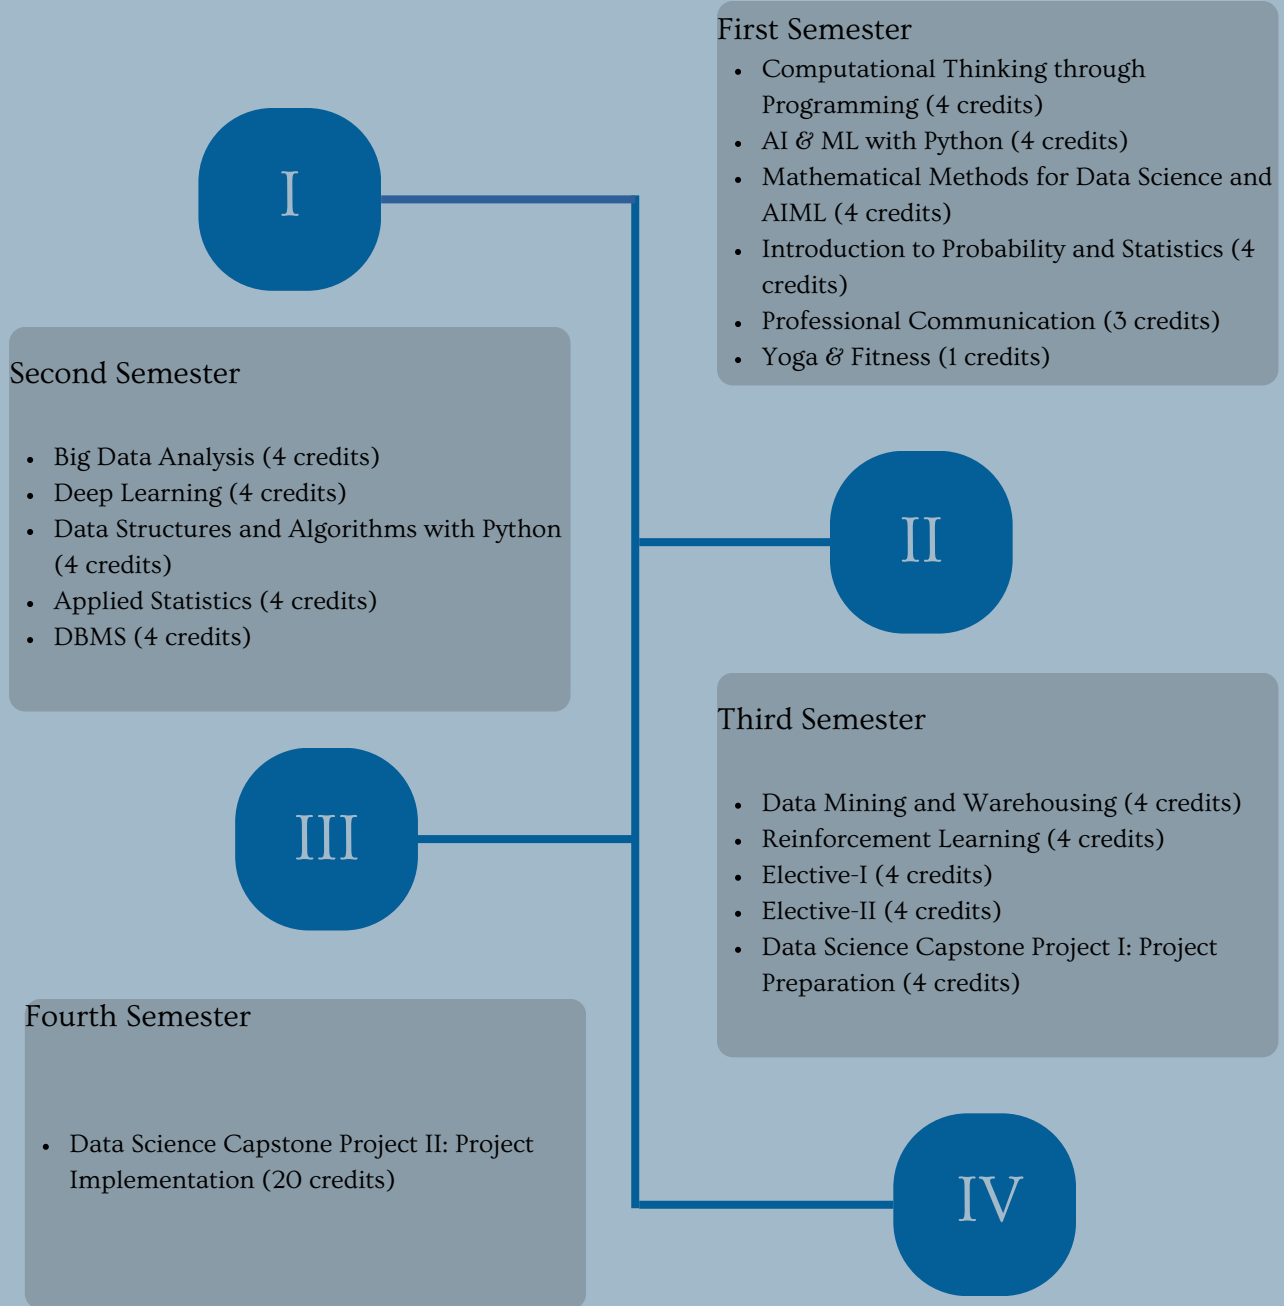 First Semester
• Computational Thinking through
Programming (4 credits)
• AI & ML with Python (4 credits)
• Mathematical Methods for Data Science and
AIML (4 credits)
• Introduction to Probability and Statistics (4
credits)
• Professional Communication (3 credits)
• Yoga & Fitness (1 credits)
I
Second Semester
• Big Data Analysis (4 credits)
• Deep Learning (4 credits)
• Data Structures and Algorithms with Python
(4 credits)
• Applied Statistics (4 credits)
• DBMS (4 credits)
II
Third Semester
• Data Mining and Warehousing (4 credits)
• Reinforcement Learning (4 credits)
• Elective-I (4 credits)
• Elective-II (4 credits)
• Data Science Capstone Project I: Project
Preparation (4 credits)
III
Fourth Semester
• Data Science Capstone Project II: Project
Implementation (20 credits)
IV